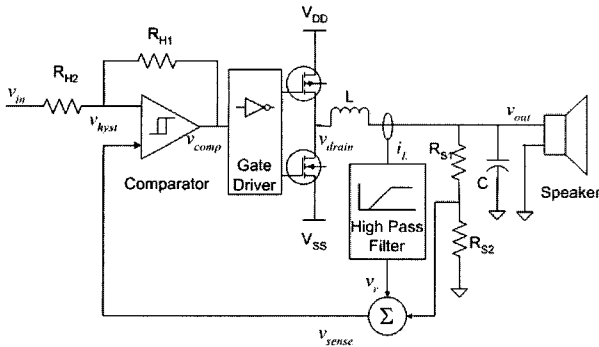 V_DD
R_H1
R_H2
v_in
v_hyst
v_comp
Comparator
Gate
Driver
v_drain
V_SS
L
i_L
High Pass
Filter
v_r
Σ
v_sense
R_S1
R_S2
C
v_out
Speaker